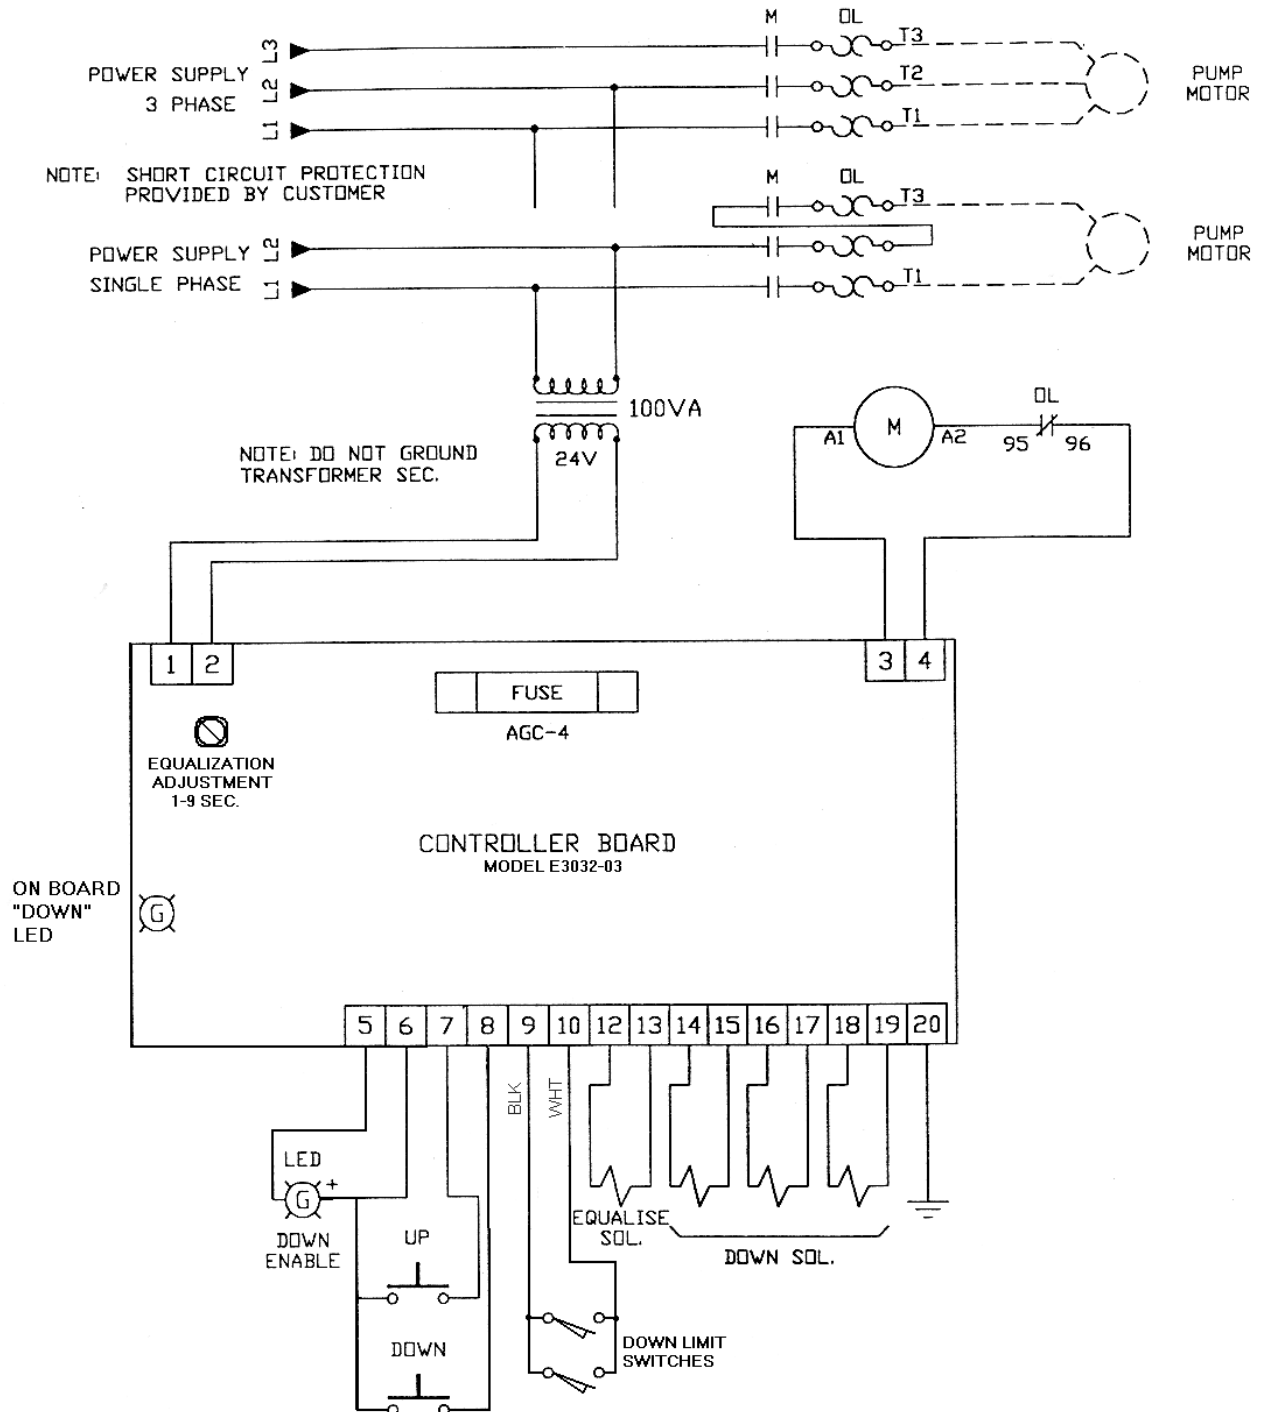 M OL
L3 T3
POWER SUPPLY
3 PHASE
L2 T2
L1 T1
PUMP
MOTOR
NOTE: SHORT CIRCUIT PROTECTION
PROVIDED BY CUSTOMER
M OL
T3
POWER SUPPLY
SINGLE PHASE
L2
L1 T1
PUMP
MOTOR
100VA
24V
NOTE: DO NOT GROUND
TRANSFORMER SEC.
OL
A1 M A2 95 96
1 2
3 4
FUSE
AGC-4
EQUALIZATION
ADJUSTMENT
1-9 SEC.
CONTROLLER BOARD
MODEL E3032-03
ON BOARD
"DOWN"
LED
G
5 6 7 8 9 10 12 13 14 15 16 17 18 19 20
BLK
WHT
LED
G +
DOWN
ENABLE
UP
DOWN
EQUALISE
SOL.
DOWN SOL.
DOWN LIMIT
SWITCHES